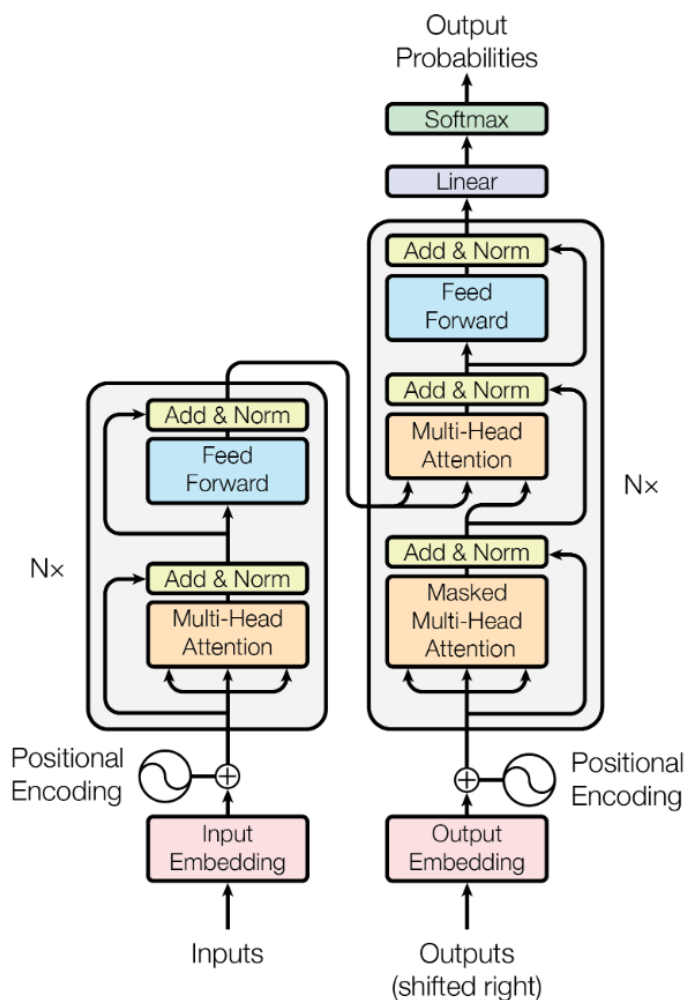 Output
Probabilities
Softmax
Linear
Add & Norm
Feed
Forward
Add & Norm
Multi-Head
Attention
Add & Norm
Masked
Multi-Head
Attention
N×
Add & Norm
Feed
Forward
Add & Norm
Multi-Head
Attention
N×
Positional
Encoding
Positional
Encoding
Input
Embedding
Output
Embedding
Inputs
Outputs
(shifted right)